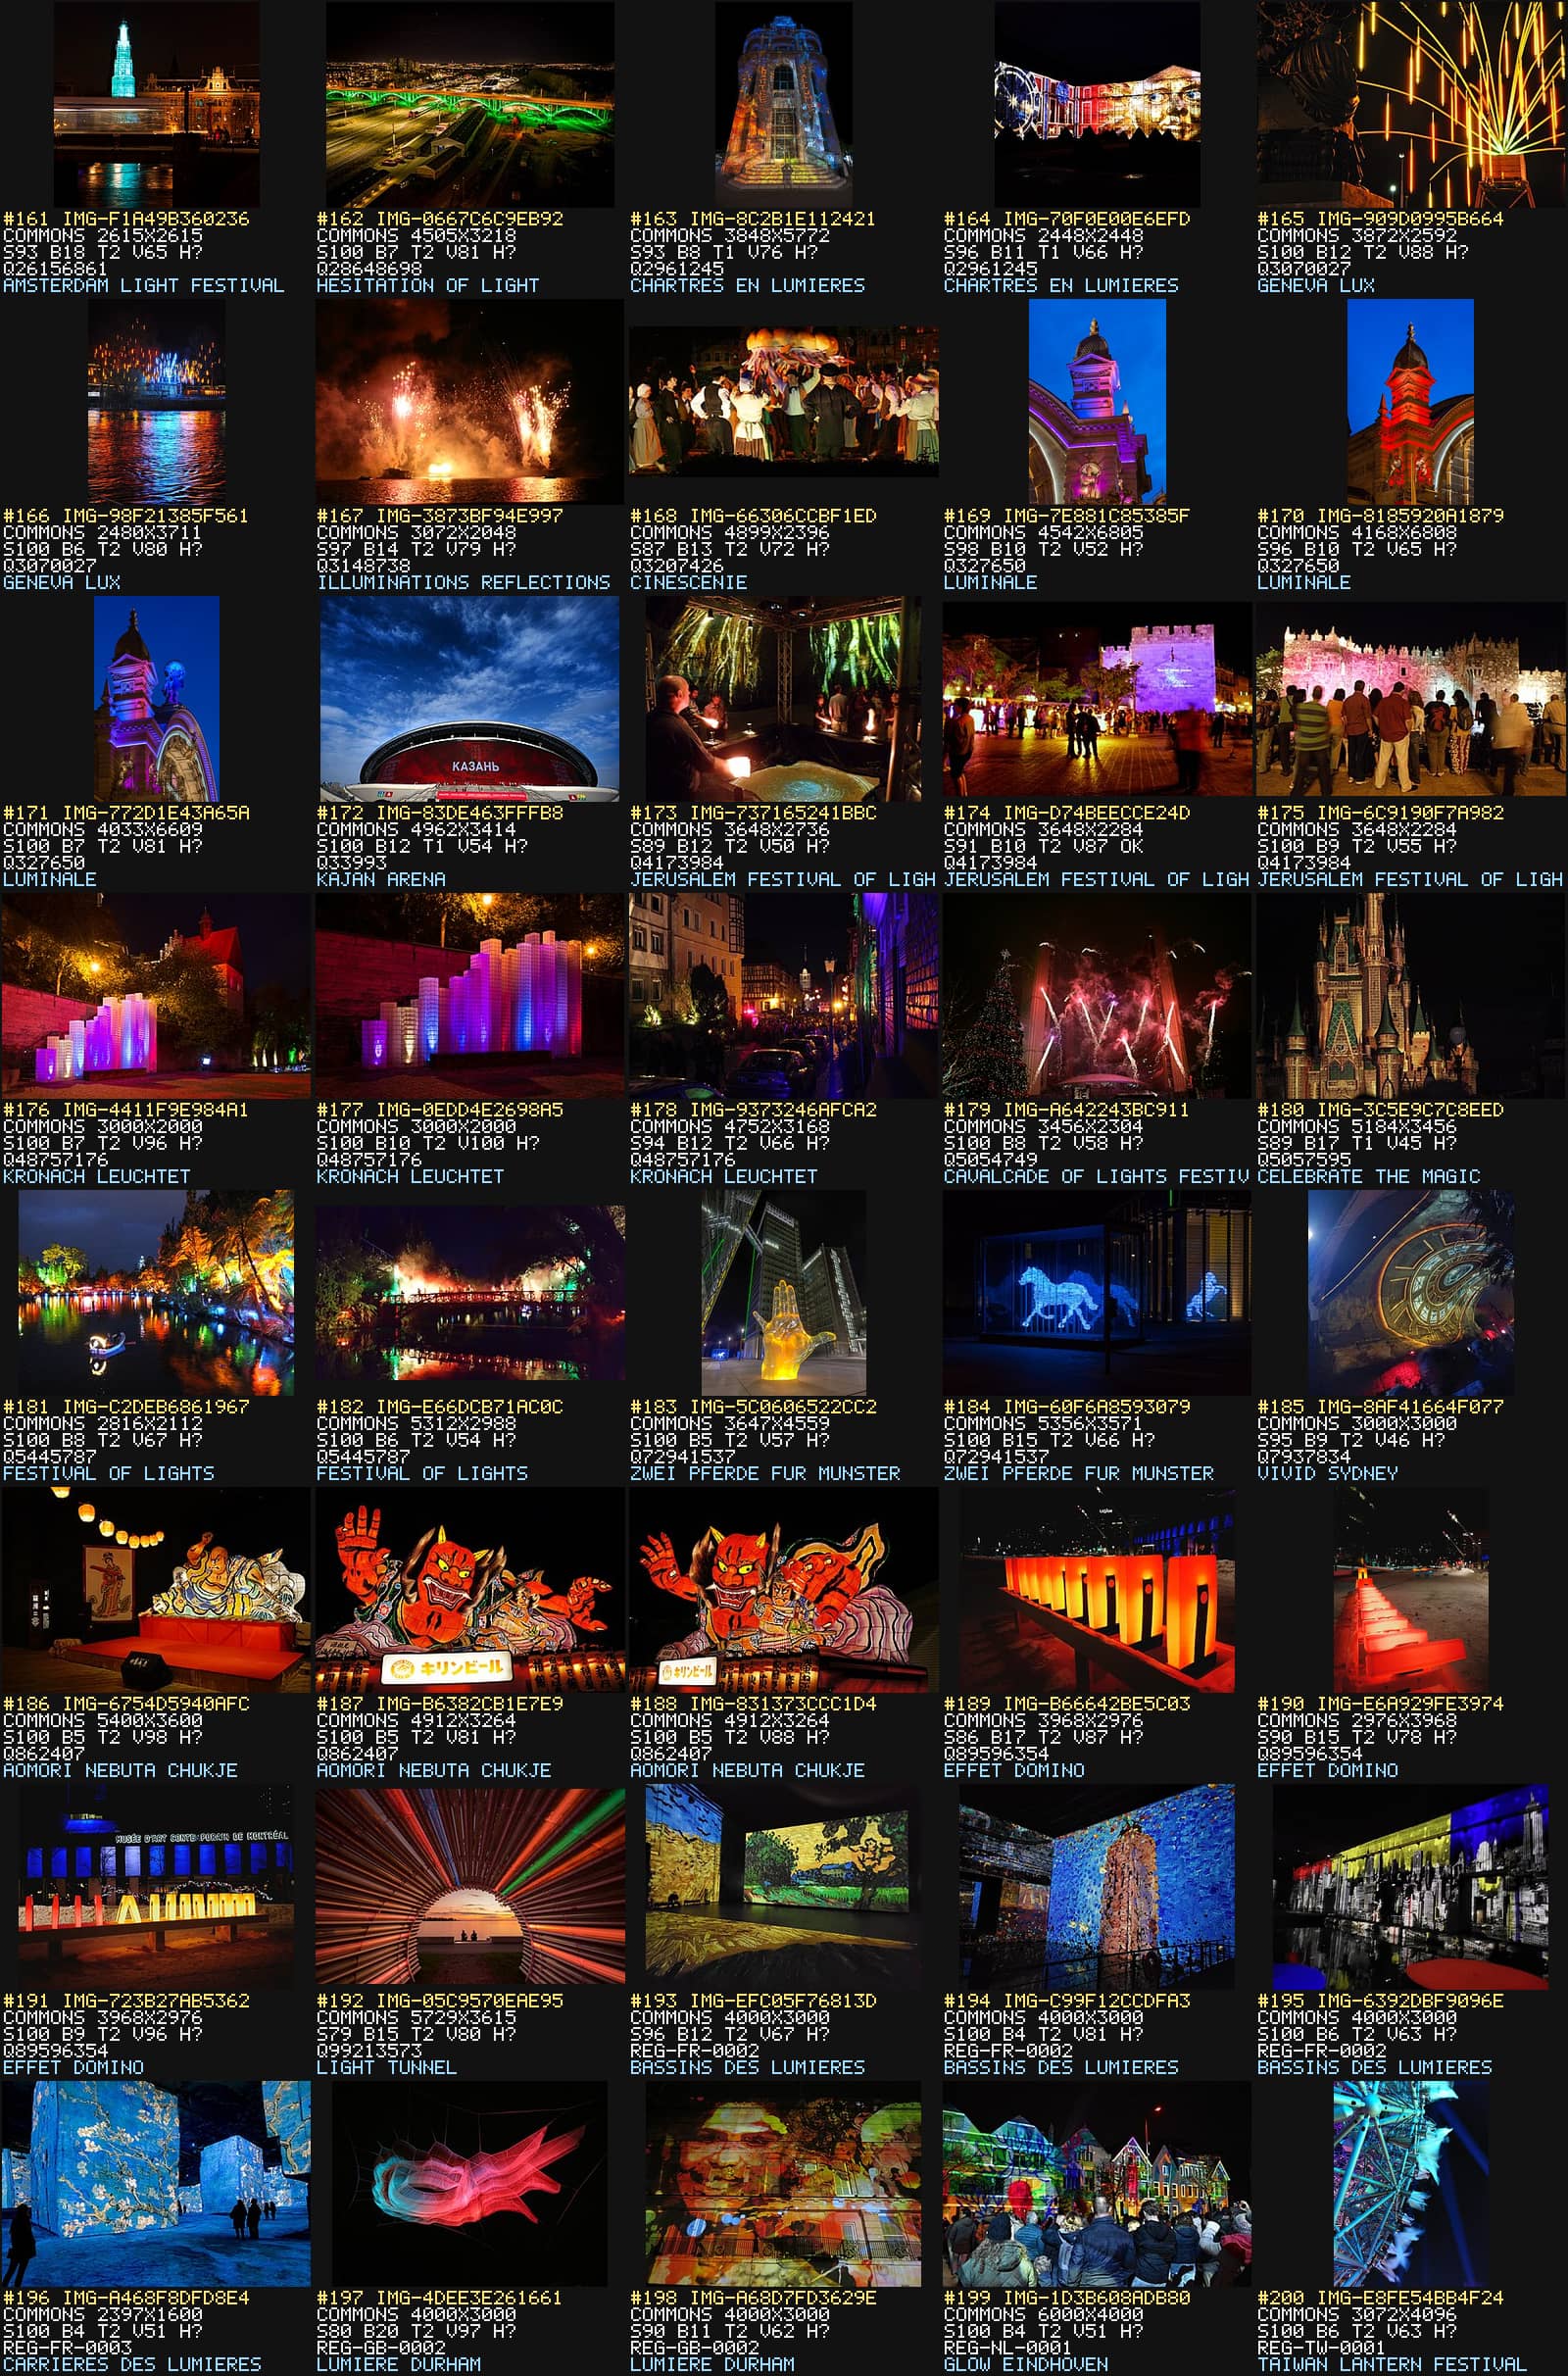 #161 IMG-F1A49B360236
COMMONS 2615X2615
S93 B18 T2 V65 H?
Q26156861
AMSTERDAM LIGHT FESTIVAL
#162 IMG-0667C6C9EB92
COMMONS 4505X3218
S100 B7 T2 V81 H?
Q28648698
HESITATION OF LIGHT
#163 IMG-8C2B1E112421
COMMONS 3848X5772
S93 B8 T1 V76 H?
Q2961245
CHARTRES EN LUMIERES
#164 IMG-70F0E00E6EFD
COMMONS 2448X2448
S96 B11 T1 V66 H?
Q2961245
CHARTRES EN LUMIERES
#165 IMG-909D0995B664
COMMONS 3872X2592
S100 B12 T2 V88 H?
Q3070027
GENEVA LUX
#166 IMG-98F21385F561
COMMONS 2480X3711
S100 B6 T2 V80 H?
Q3070027
GENEVA LUX
#167 IMG-3873BF94E997
COMMONS 3072X2048
S97 B14 T2 V79 H?
Q3148738
ILLUMINATIONS REFLECTIONS
#168 IMG-66306CCBF1ED
COMMONS 4899X2396
S87 B13 T2 V72 H?
Q3207426
CINESCENIE
#169 IMG-7E881C85385F
COMMONS 4542X6805
S98 B10 T2 V52 H?
Q327650
LUMINALE
#170 IMG-8185920A1879
COMMONS 4168X6808
S96 B10 T2 V65 H?
Q327650
LUMINALE
КАЗАНЬ
#171 IMG-772D1E43A65A
COMMONS 4033X6609
S100 B7 T2 V81 H?
Q327650
LUMINALE
#172 IMG-83DE463FFFB8
COMMONS 4962X3414
S100 B12 T1 V54 H?
Q33993
KAJAN ARENA
#173 IMG-737165241BBC
COMMONS 3648X2736
S89 B12 T2 V50 H?
Q4173984
JERUSALEM FESTIVAL OF LIGH
#174 IMG-D74BEECCE24D
COMMONS 3648X2284
S91 B10 T2 V87 OK
Q4173984
JERUSALEM FESTIVAL OF LIGH
#175 IMG-6C9190F7A982
COMMONS 3648X2284
S100 B9 T2 V55 H?
Q4173984
JERUSALEM FESTIVAL OF LIGH
#176 IMG-4411F9E984A1
COMMONS 3000X2000
S100 B7 T2 V96 H?
Q48757176
KRONACH LEUCHTET
#177 IMG-0EDD4E2698A5
COMMONS 3000X2000
S100 B10 T2 V100 H?
Q48757176
KRONACH LEUCHTET
#178 IMG-9373246AFCA2
COMMONS 4752X3168
S94 B12 T2 V66 H?
Q48757176
KRONACH LEUCHTET
#179 IMG-A642243BC911
COMMONS 3456X2304
S100 B8 T2 V58 H?
Q5054749
CAVALCADE OF LIGHTS FESTIV
#180 IMG-3C5E9C7C8EED
COMMONS 5184X3456
S89 B17 T1 V45 H?
Q5057595
CELEBRATE THE MAGIC
#181 IMG-C2DEB6861967
COMMONS 2816X2112
S100 B8 T2 V67 H?
Q5445787
FESTIVAL OF LIGHTS
#182 IMG-E66DCB71AC0C
COMMONS 5312X2988
S100 B6 T2 V54 H?
Q5445787
FESTIVAL OF LIGHTS
#183 IMG-5C0606522CC2
COMMONS 3647X4559
S100 B5 T2 V57 H?
Q72941537
ZWEI PFERDE FUR MUNSTER
#184 IMG-60F6A8593079
COMMONS 5356X3571
S100 B15 T2 V66 H?
Q72941537
ZWEI PFERDE FUR MUNSTER
#185 IMG-8AF41664F077
COMMONS 3000X3000
S95 B9 T2 V46 H?
Q7937834
VIVID SYDNEY
キリンビール
キリンビール
#186 IMG-6754D5940AFC
COMMONS 5400X3600
S100 B5 T2 V98 H?
Q862407
AOMORI NEBUTA CHUKJE
#187 IMG-B6382CB1E7E9
COMMONS 4912X3264
S100 B5 T2 V81 H?
Q862407
AOMORI NEBUTA CHUKJE
#188 IMG-831373CCC1D4
COMMONS 4912X3264
S100 B5 T2 V88 H?
Q862407
AOMORI NEBUTA CHUKJE
#189 IMG-B66642BE5C03
COMMONS 3968X2976
S86 B17 T2 V87 H?
Q89596354
EFFET DOMINO
#190 IMG-E6A929FE3974
COMMONS 2976X3968
S90 B15 T2 V78 H?
Q89596354
EFFET DOMINO
MUSÉE D'ART CONTEMPORAIN DE MONTRÉAL
#191 IMG-723B27AB5362
COMMONS 3968X2976
S100 B9 T2 V96 H?
Q89596354
EFFET DOMINO
#192 IMG-05C9570EAE95
COMMONS 5729X3615
S79 B15 T2 V80 H?
Q99213573
LIGHT TUNNEL
#193 IMG-EFC05F76813D
COMMONS 4000X3000
S96 B12 T2 V67 H?
REG-FR-0002
BASSINS DES LUMIERES
#194 IMG-C99F12CCDFA3
COMMONS 4000X3000
S100 B4 T2 V81 H?
REG-FR-0002
BASSINS DES LUMIERES
#195 IMG-6392DBF9096E
COMMONS 4000X3000
S100 B6 T2 V63 H?
REG-FR-0002
BASSINS DES LUMIERES
#196 IMG-A468F8DFD8E4
COMMONS 2397X1600
S100 B4 T2 V51 H?
REG-FR-0003
CARRIERES DES LUMIERES
#197 IMG-4DEE3E261661
COMMONS 4000X3000
S80 B20 T2 V97 H?
REG-GB-0002
LUMIERE DURHAM
#198 IMG-A68D7FD3629E
COMMONS 4000X3000
S90 B11 T2 V62 H?
REG-GB-0002
LUMIERE DURHAM
#199 IMG-1D3B608ADB80
COMMONS 6000X4000
S100 B4 T2 V51 H?
REG-NL-0001
GLOW EINDHOVEN
#200 IMG-E8FE54BB4F24
COMMONS 3072X4096
S100 B6 T2 V63 H?
REG-TW-0001
TAIWAN LANTERN FESTIVAL